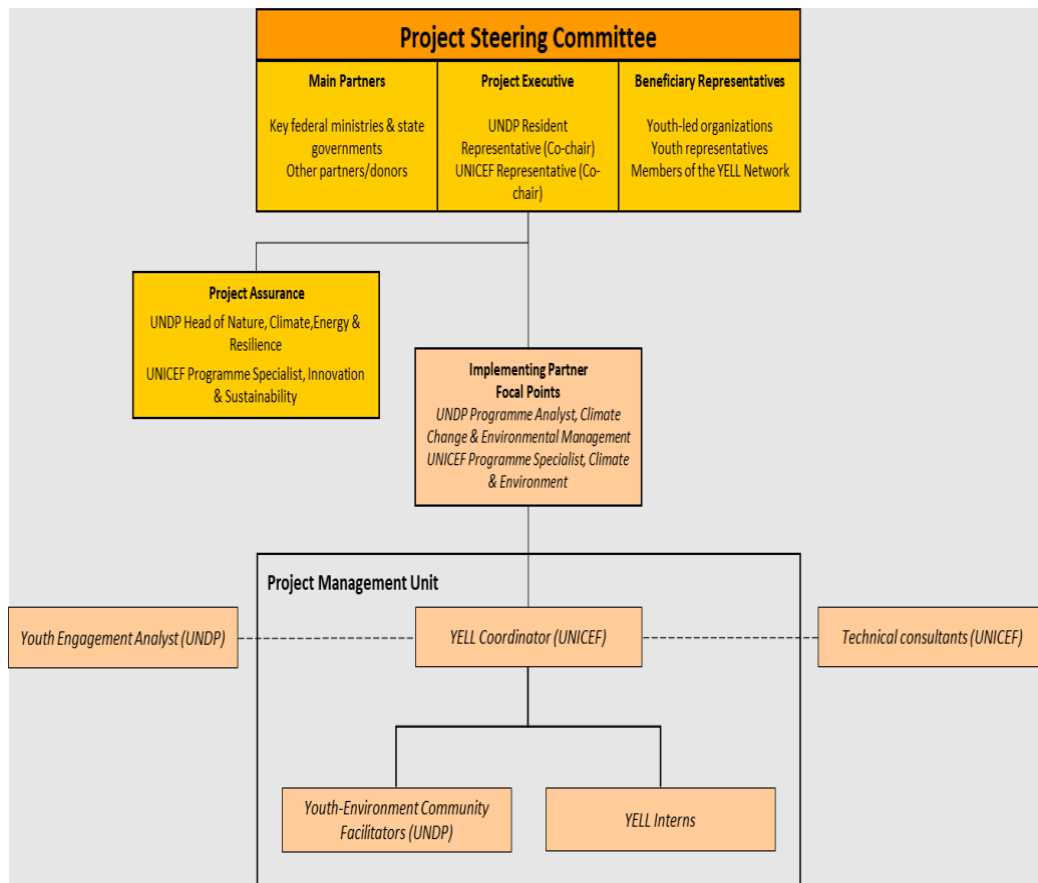 Project Steering Committee
Main Partners
Key federal ministries & state
governments
Other partners/donors
Project Executive
UNDP Resident
Representative (Co-chair)
UNICEF Representative (Co-
chair)
Beneficiary Representatives
Youth-led organizations
Youth representatives
Members of the YELL Network
Project Assurance
UNDP Head of Nature, Climate,Energy &
Resilience
UNICEF Programme Specialist, Innovation
& Sustainability
Implementing Partner
Focal Points
UNDP Programme Analyst, Climate
Change & Environmental Management
UNICEF Programme Specialist, Climate
& Environment
Project Management Unit
Youth Engagement Analyst (UNDP)
YELL Coordinator (UNICEF)
Technical consultants (UNICEF)
Youth-Environment Community
Facilitators (UNDP)
YELL Interns